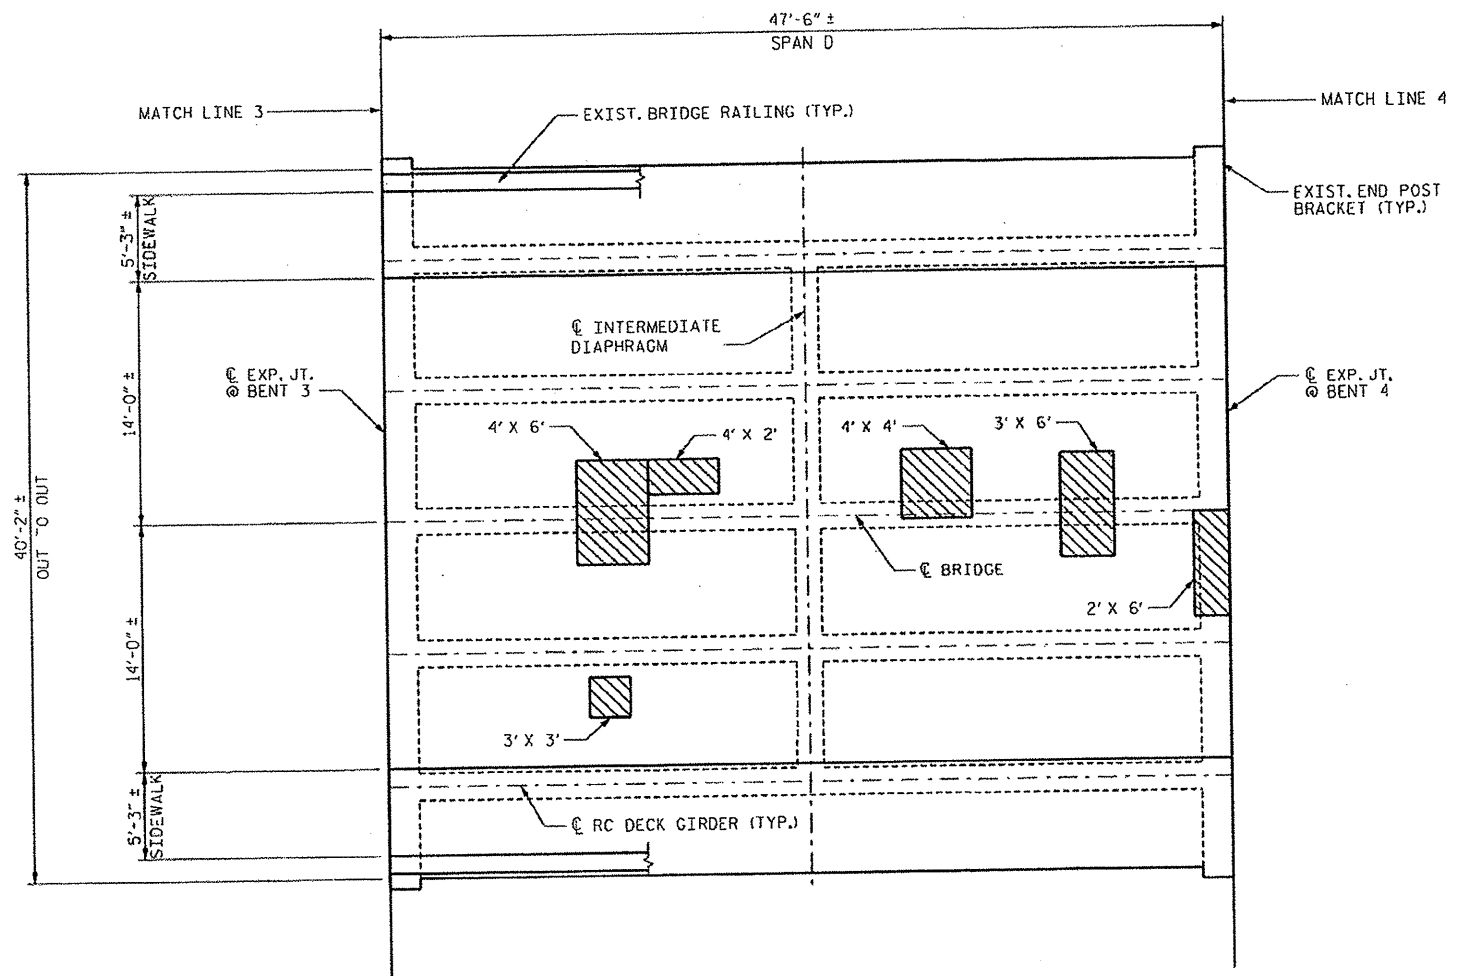 47'-6" ±
SPAN D
MATCH LINE 3
EXIST. BRIDGE RAILING (TYP.)
MATCH LINE 4
EXIST. END POST
BRACKET (TYP.)
5'-3" ±
SIDEWALK
℄ INTERMEDIATE
DIAPHRAGM
℄ EXP. JT.
@ BENT 3
℄ EXP. JT.
@ BENT 4
14'-0" ±
4' X 6'
4' X 2'
4' X 4'
3' X 6'
40'-2" ±
OUT TO OUT
℄ BRIDGE
2' X 6'
14'-0" ±
3' X 3'
5'-3" ±
SIDEWALK
℄ RC DECK GIRDER (TYP.)